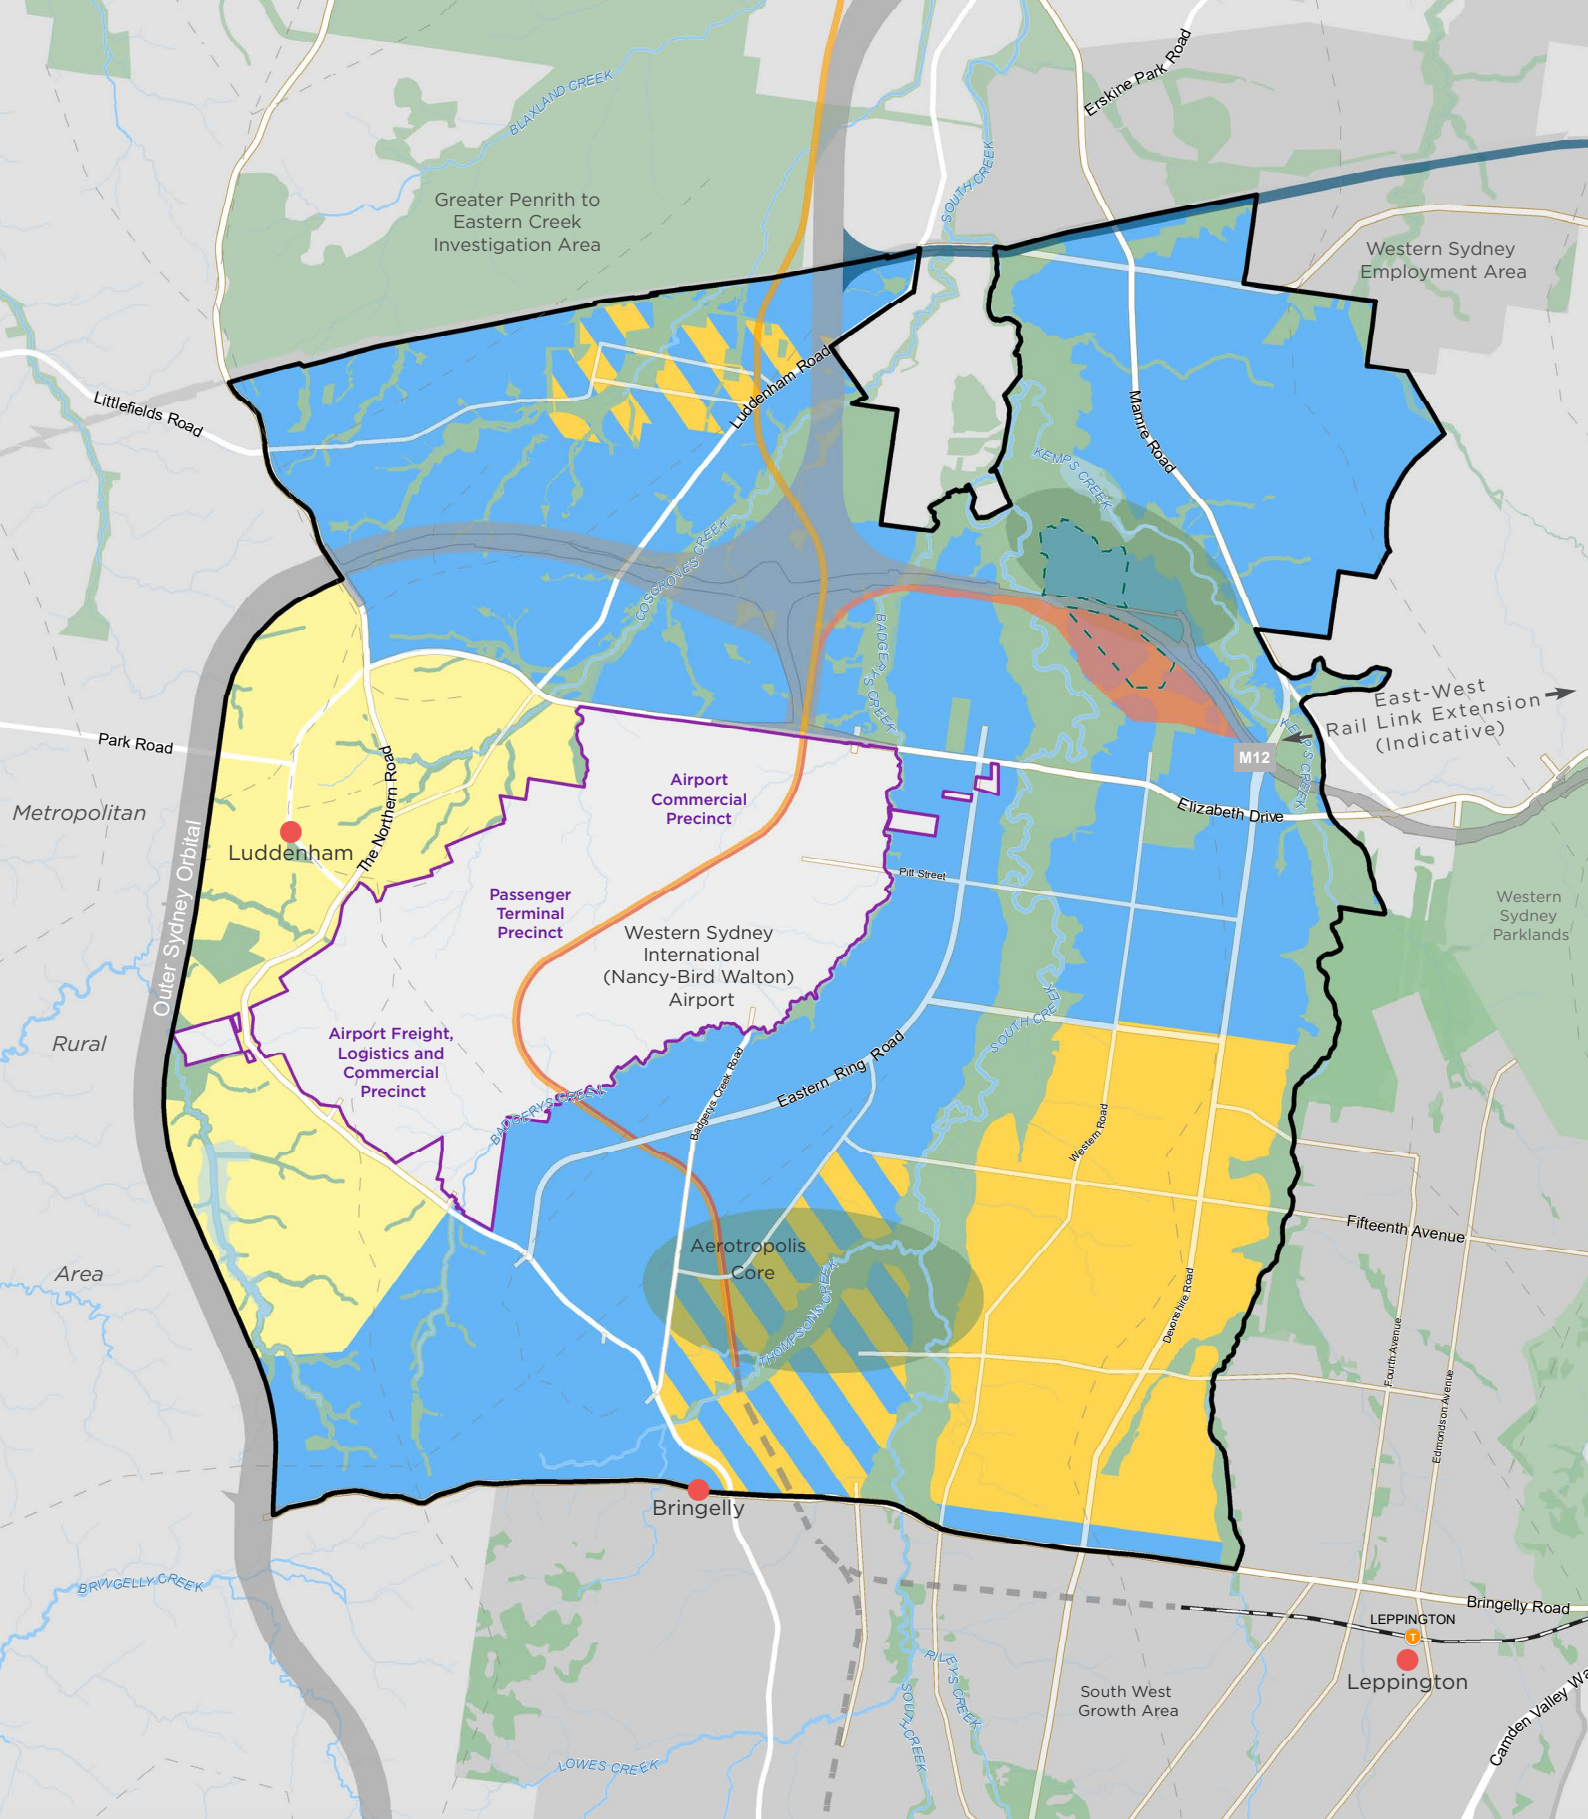 Erskine Park Road
BLAXLAND CREEK
SOUTH CREEK
Greater Penrith to
Eastern Creek
Investigation Area
Western Sydney
Employment Area
Littlefields Road
Luddenham Road
Mamre Road
KEMPS CREEK
COSGROVES CREEK
BADGERYS CREEK
East-West
Rail Link Extension
(Indicative)
KEMPS CREEK
M12
Park Road
The Northern Road
Metropolitan
Luddenham
Outer Sydney Orbital
Airport
Commercial
Precinct
Elizabeth Drive
Pitt Street
Passenger
Terminal
Precinct
Western Sydney
International
(Nancy-Bird Walton)
Airport
Western
Sydney
Parklands
SOUTH CREEK
Rural
Airport Freight,
Logistics and
Commercial
Precinct
Eastern Ring Road
Badgerys Creek Road
BADGERYS CREEK
Western Road
Fifteenth Avenue
Area
Aerotropolis
Core
THOMPSONS CREEK
Devonshire Road
Fourth Avenue
Edmondson Avenue
Bringelly
BRINGELLY CREEK
Bringelly Road
LEPPINGTON
T
Leppington
RILEYS CREEK
SOUTH CREEK
South West
Growth Area
Camden Valley Wa
LOWES CREEK